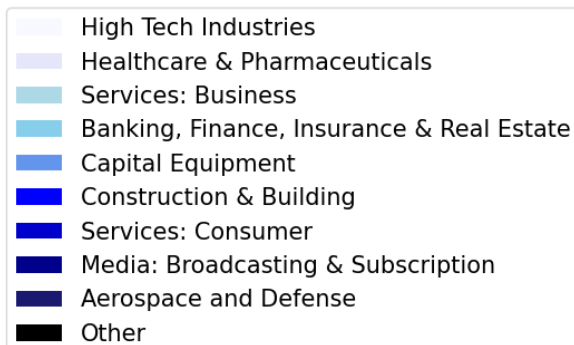 High Tech Industries
Healthcare & Pharmaceuticals
Services: Business
Banking, Finance, Insurance & Real Estate
Capital Equipment
Construction & Building
Services: Consumer
Media: Broadcasting & Subscription
Aerospace and Defense
Other